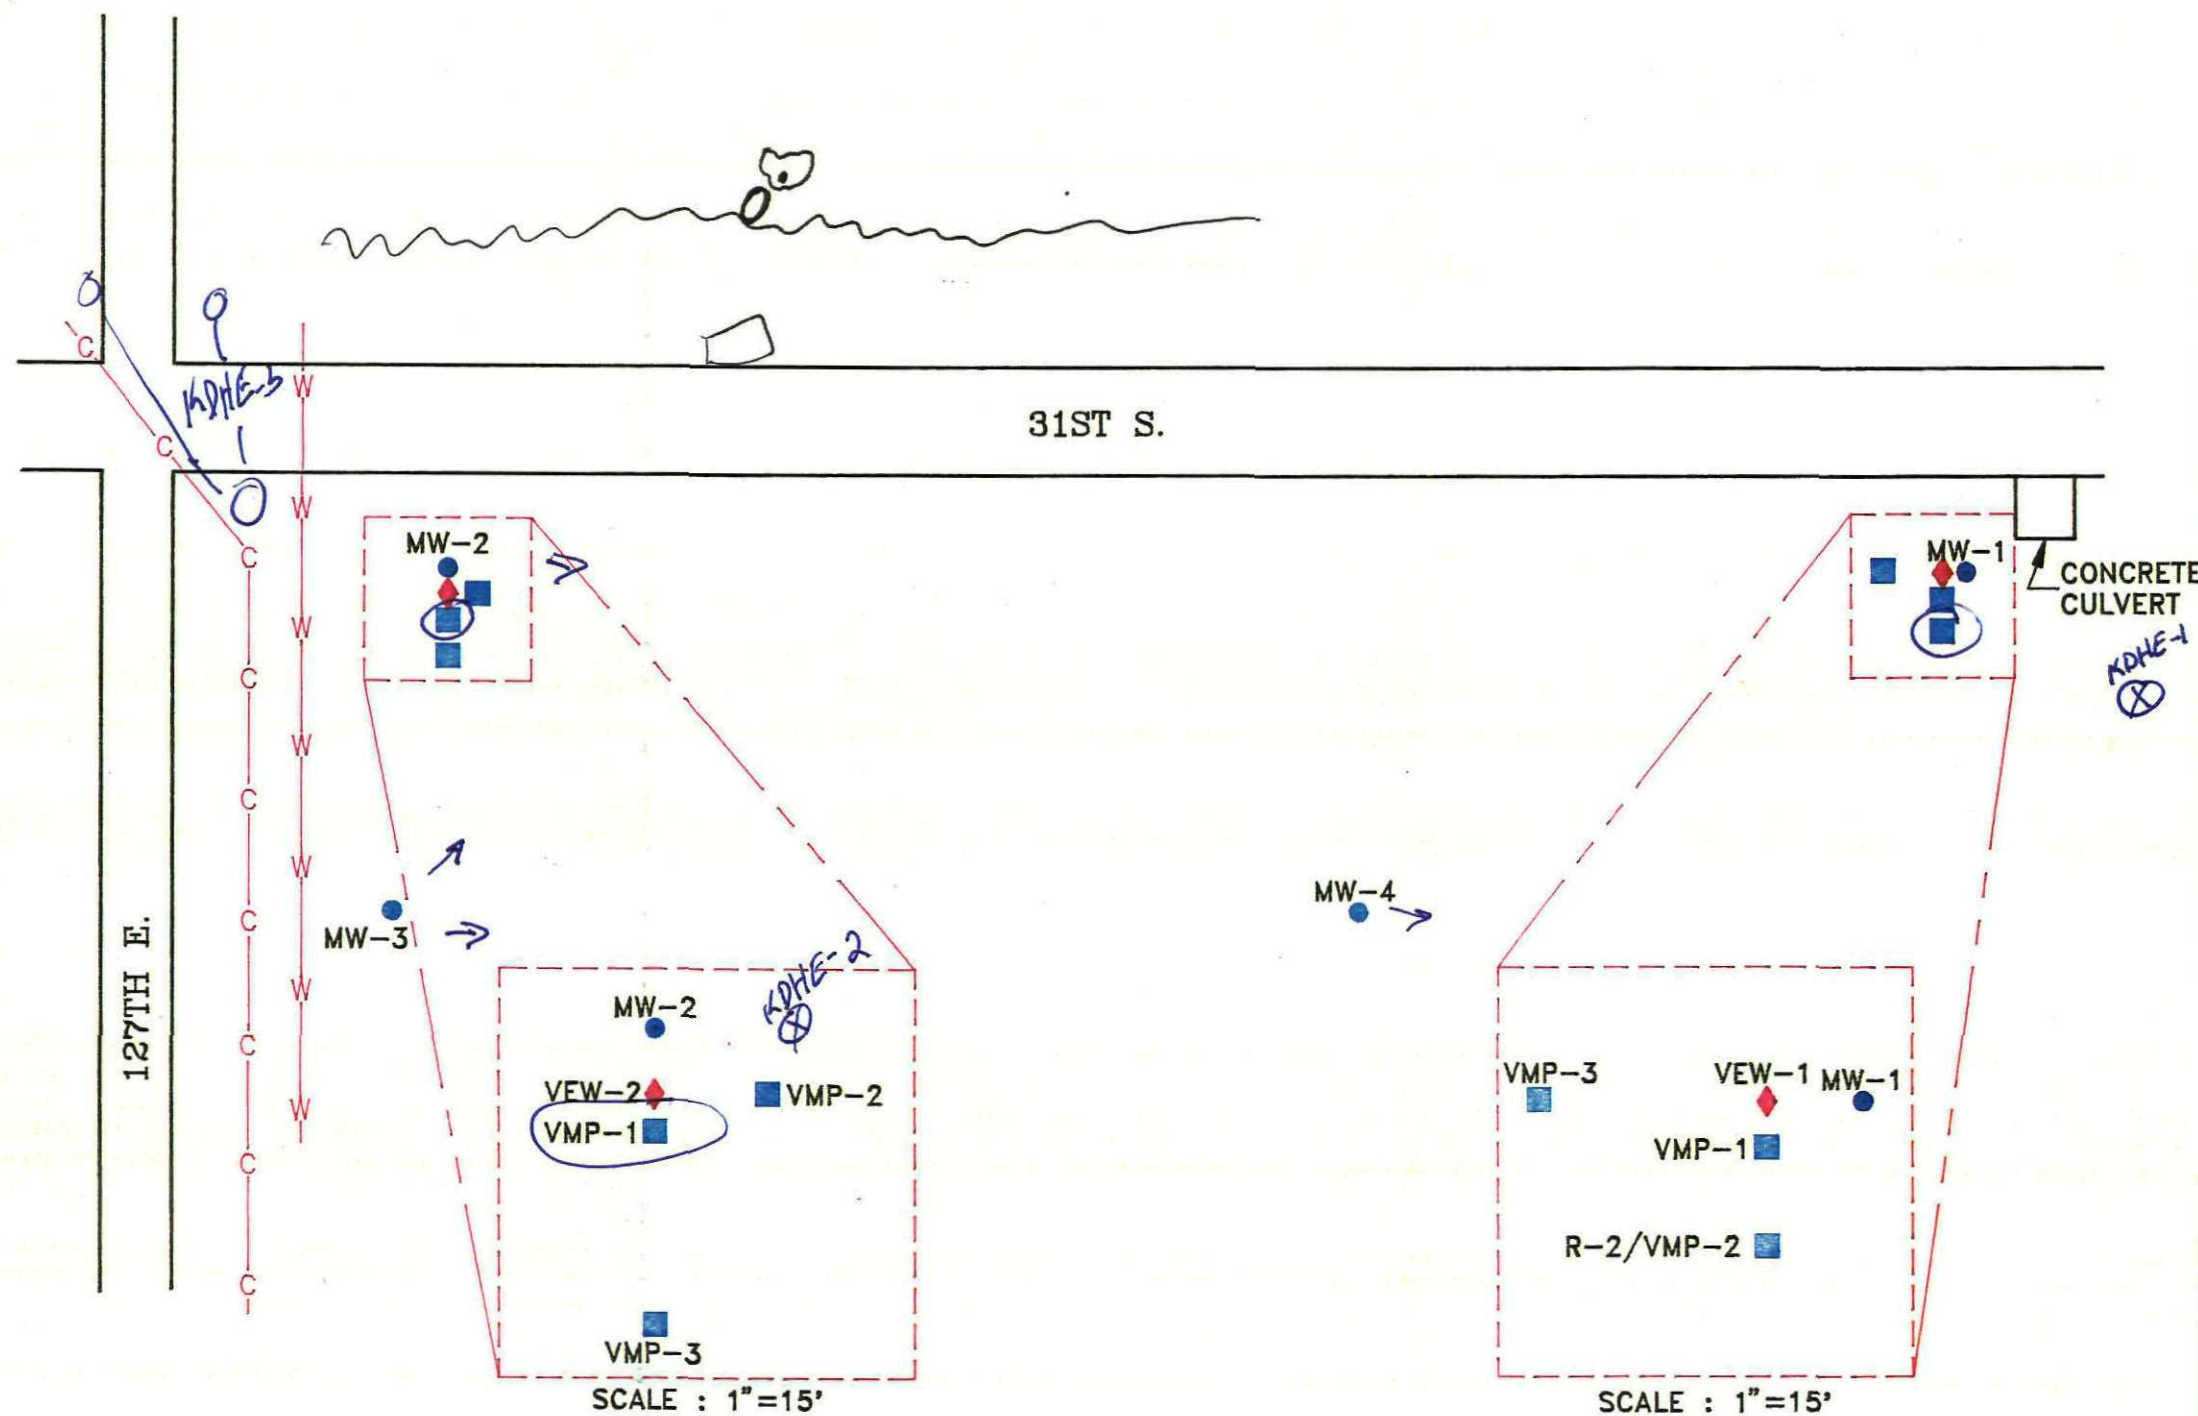 C
KDHE-3
W
C
31ST S.
W
MW-2
MW-1
C
CONCRETE
CULVERT
W
KDHE-1
C
W
C
W
MW-4
C
MW-3
127TH E.
KDHE-2
W
MW-2
C
VMP-3
VEW-1
MW-1
VEW-2
VMP-2
W
VMP-1
VMP-1
C
R-2/VMP-2
C
VMP-3
SCALE : 1"=15'
SCALE : 1"=15'